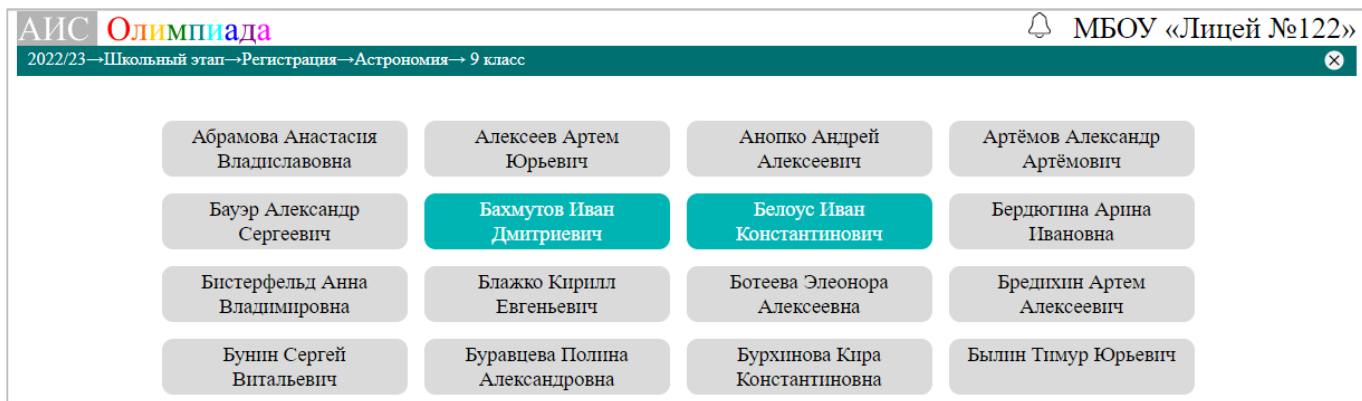 АИС Олимпиада
МБОУ «Лицей №122»
2022/23→Школьный этап→Регистрация→Астрономия→ 9 класс
Абрамова Анастасия
Владиславовна
Алексеев Артем
Юрьевич
Анопко Андрей
Алексеевич
Артёмов Александр
Артёмович
Бауэр Александр
Сергеевич
Бахмутов Иван
Дмитриевич
Белоус Иван
Константинович
Бердюгина Арина
Ивановна
Бистерфельд Анна
Владимировна
Блажко Кирилл
Евгеньевич
Ботеева Элеонора
Алексеевна
Бредихин Артем
Алексеевич
Бунин Сергей
Витальевич
Буравцева Полина
Александровна
Бурхинова Кира
Константиновна
Былин Тимур Юрьевич